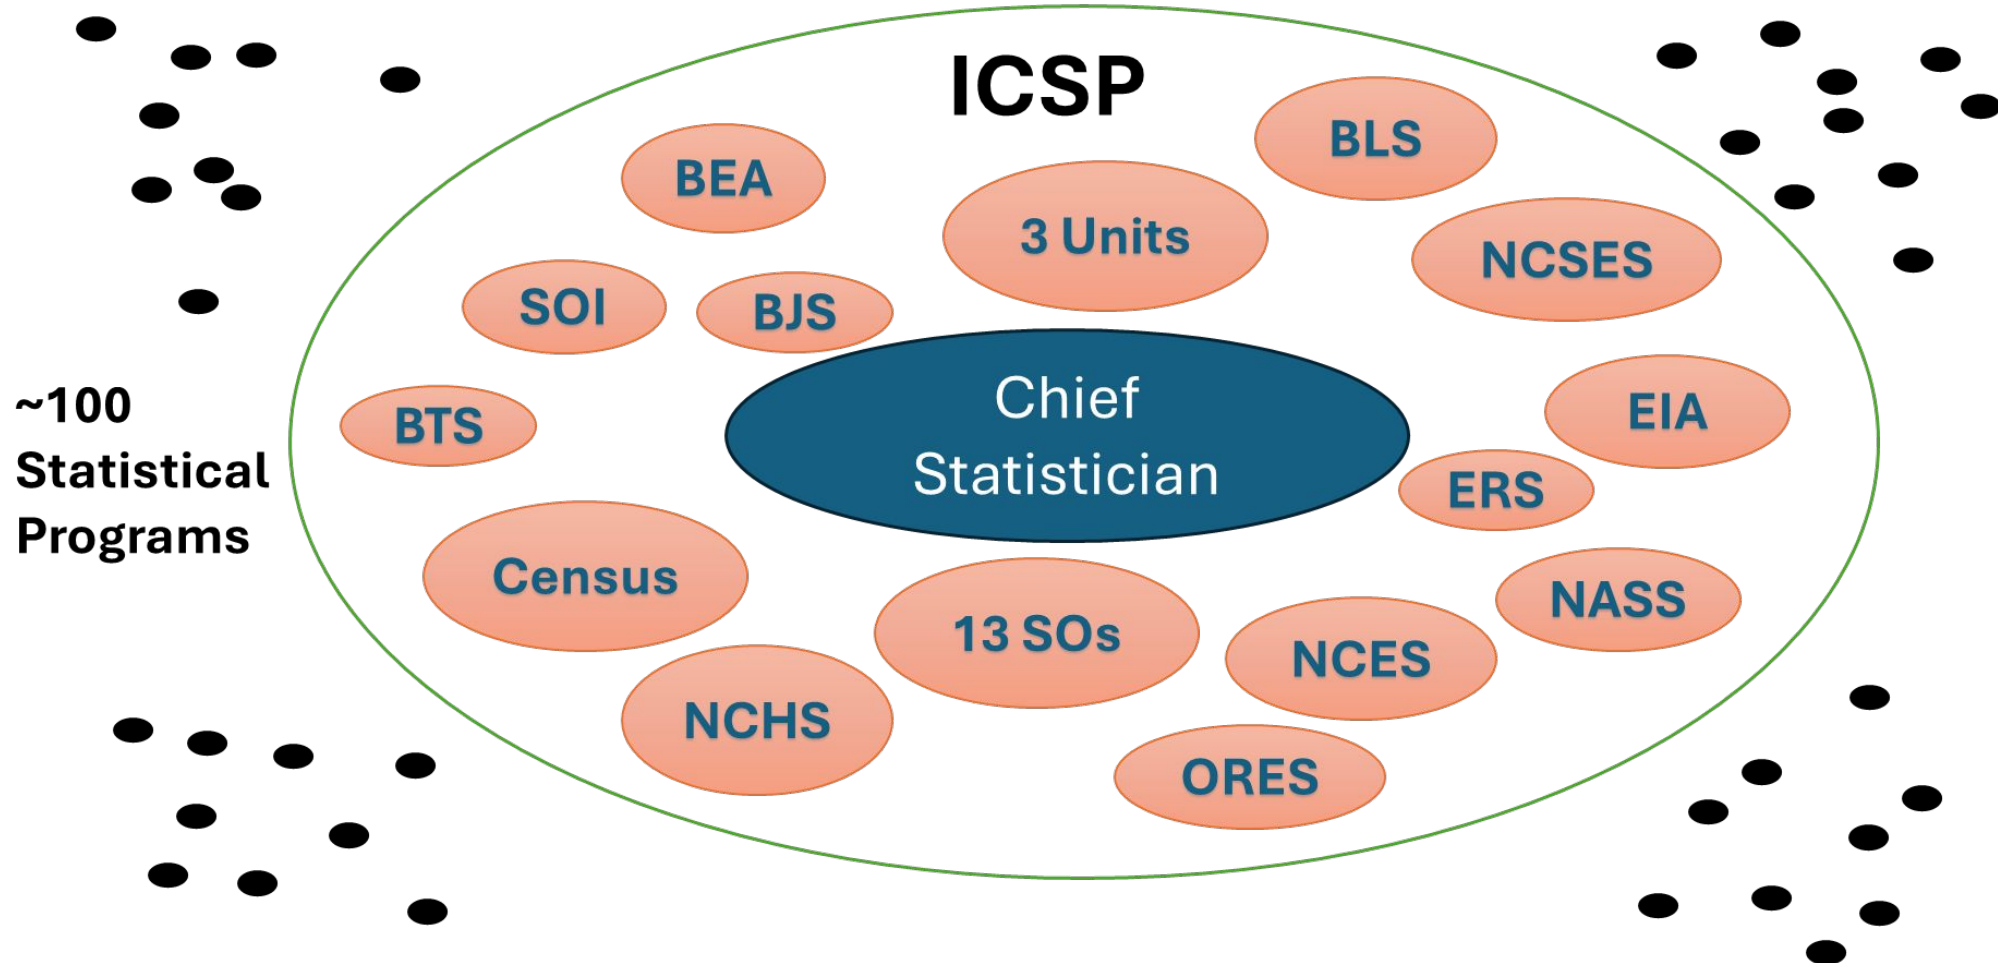 ICSP
BLS
BEA
3 Units
NCSES
SOI
BJS
Chief
Statistician
EIA
~100
Statistical
Programs
BTS
ERS
Census
NASS
13 SOs
NCES
NCHS
ORES